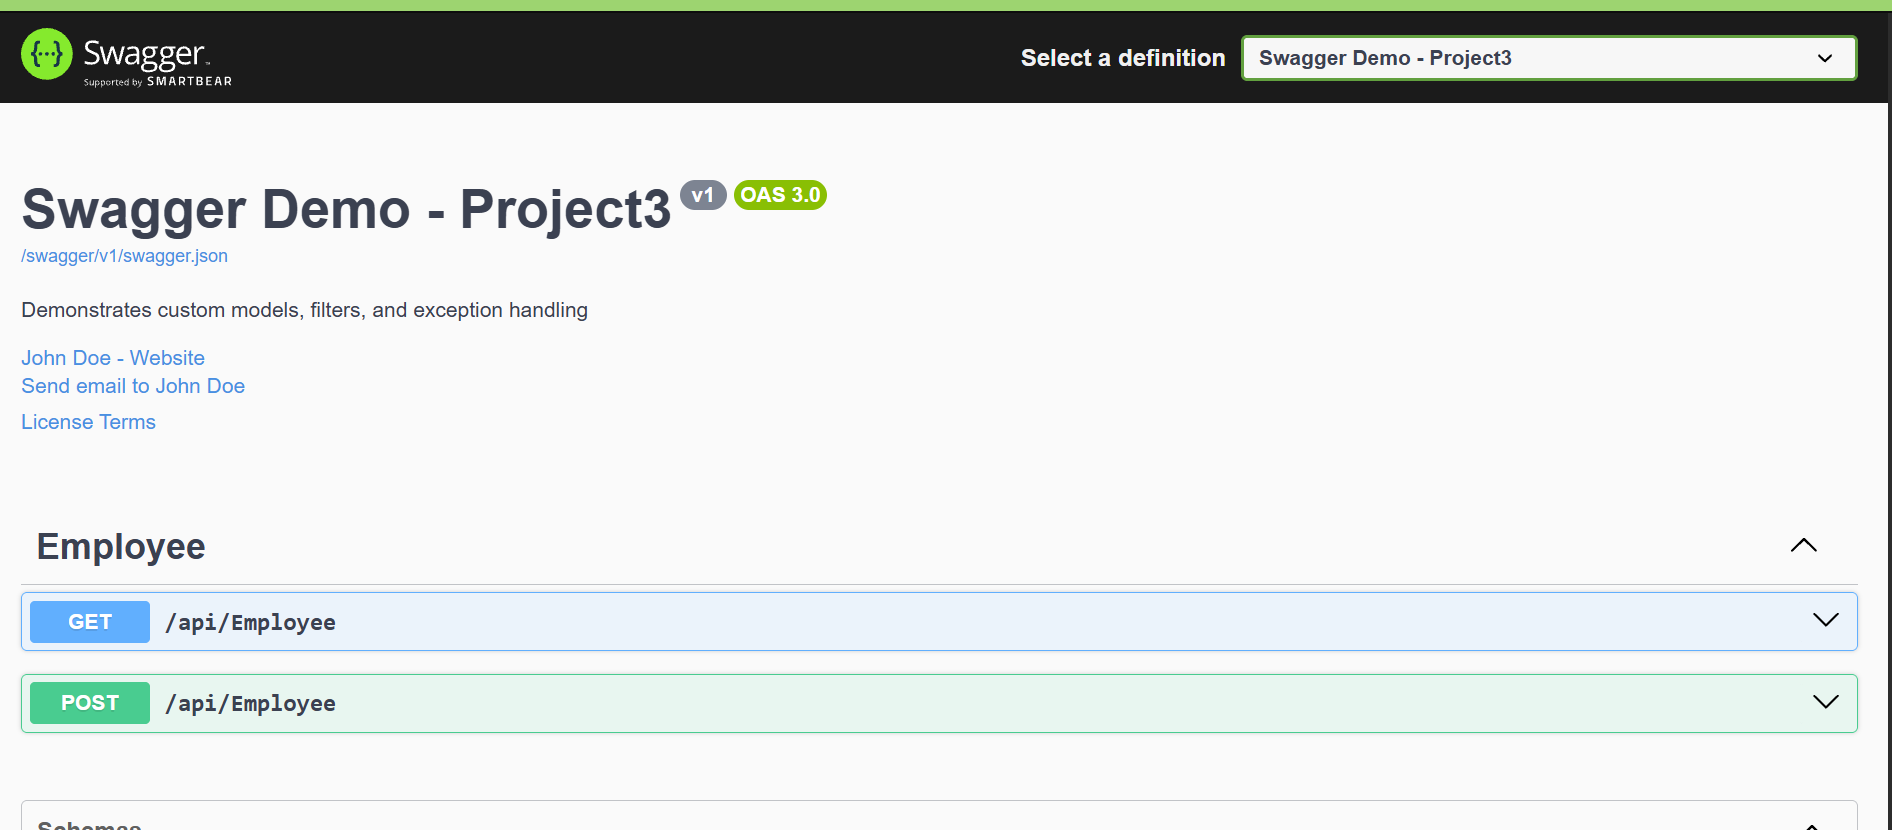 {...} Swagger™
Supported by SMARTBEAR
Select a definition
Swagger Demo - Project3
Swagger Demo - Project3 v1 OAS 3.0
/swagger/v1/swagger.json
Demonstrates custom models, filters, and exception handling
John Doe - Website
Send email to John Doe
License Terms
Employee
GET /api/Employee
POST /api/Employee
Schemas